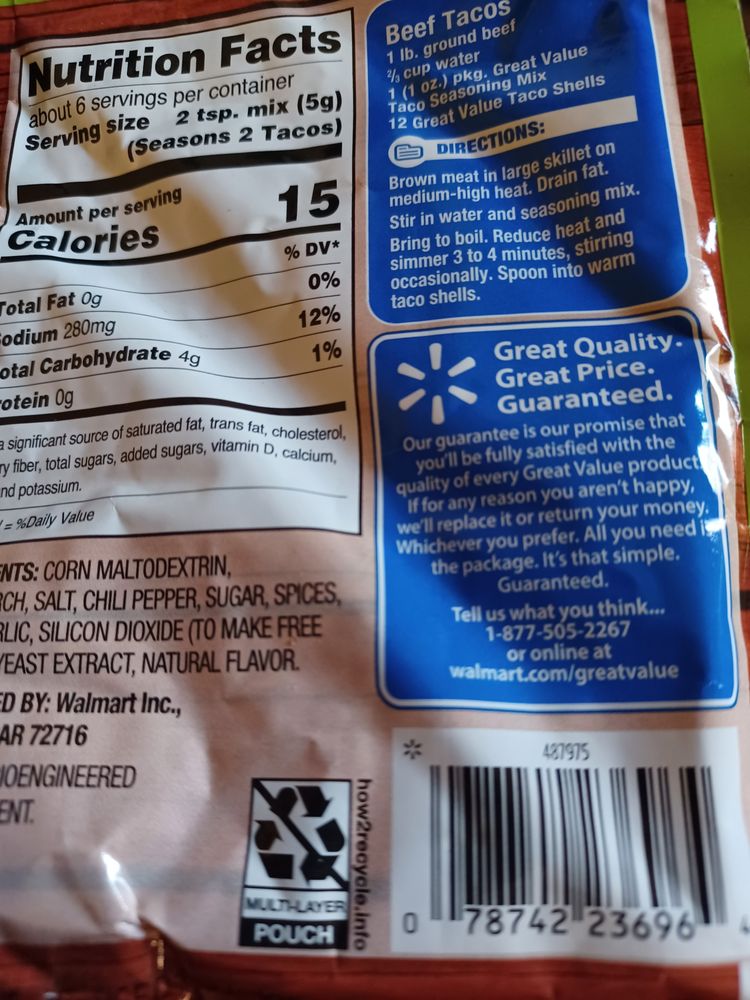 Nutrition Facts
about 6 servings per container
Serving size 2 tsp. mix (5g)
(Seasons 2 Tacos)
Amount per serving
Calories 15
% DV*
Total Fat 0g 0%
odium 280mg 12%
otal Carbohydrate 4g 1%
otein 0g
a significant source of saturated fat, trans fat, cholesterol,
ry fiber, total sugars, added sugars, vitamin D, calcium,
nd potassium.
= %Daily Value
ENTS: CORN MALTODEXTRIN,
RCH, SALT, CHILI PEPPER, SUGAR, SPICES,
RLIC, SILICON DIOXIDE (TO MAKE FREE
YEAST EXTRACT, NATURAL FLAVOR.
ED BY: Walmart Inc.,
AR 72716
IOENGINEERED
ENT.
MULTI-LAYER
POUCH
how2recycle.info
Beef Tacos
1 lb. ground beef
⅔ cup water
1 (1 oz.) pkg. Great Value
Taco Seasoning Mix
12 Great Value Taco Shells
DIRECTIONS:
Brown meat in large skillet on
medium-high heat. Drain fat.
Stir in water and seasoning mix.
Bring to boil. Reduce heat and
simmer 3 to 4 minutes, stirring
occasionally. Spoon into warm
taco shells.
Great Quality.
Great Price.
Guaranteed.
Our guarantee is our promise that
you'll be fully satisfied with the
quality of every Great Value product.
If for any reason you aren't happy,
we'll replace it or return your money.
Whichever you prefer. All you need i
the package. It's that simple.
Guaranteed.
Tell us what you think...
1-877-505-2267
or online at
walmart.com/greatvalue
487975
0 78742 23696 4